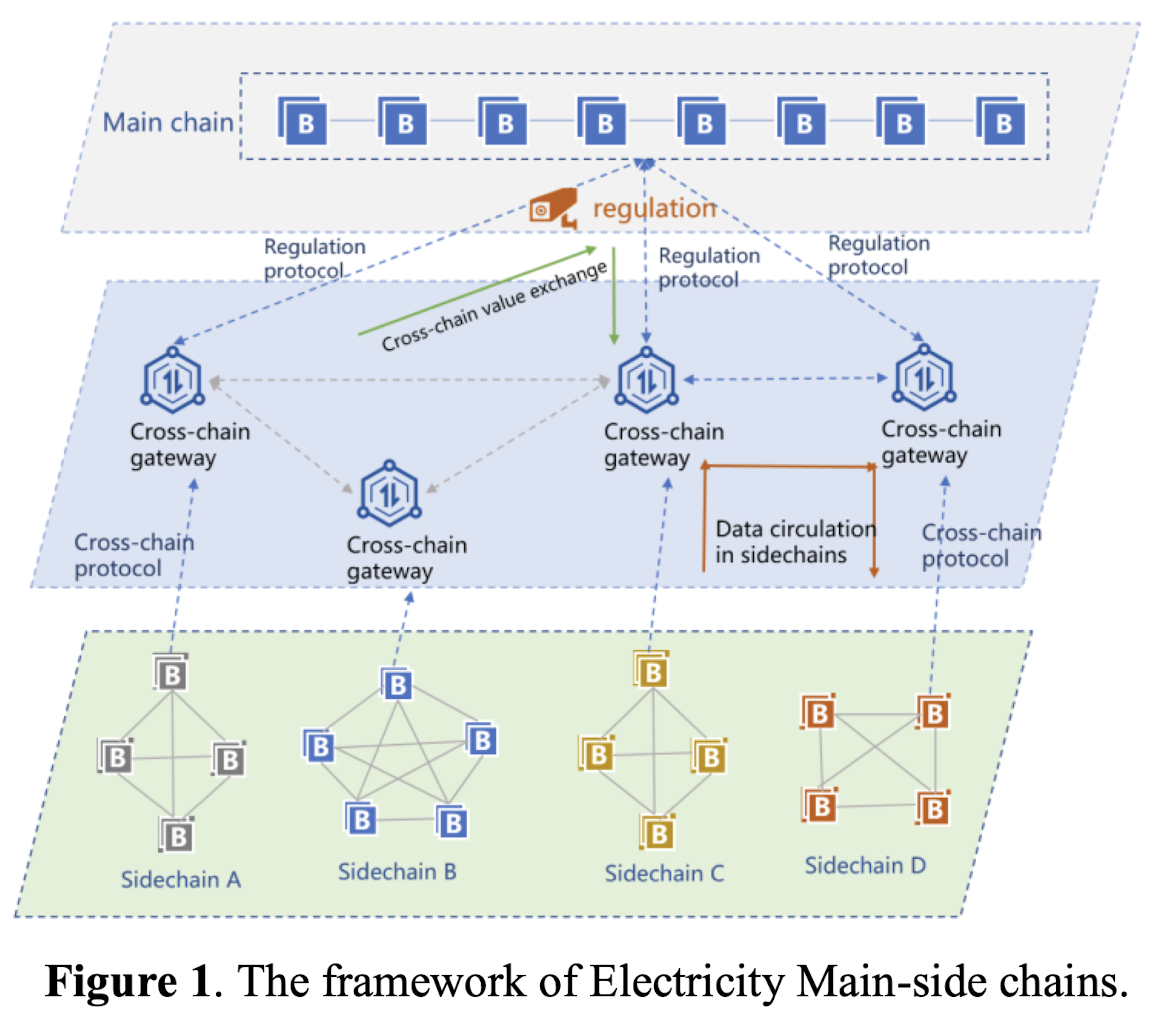 Main chain
B B B B B B B B
regulation
Regulation
protocol
Regulation
protocol
Regulation
protocol
Cross-chain value exchange
Cross-chain
gateway
Cross-chain
gateway
Cross-chain
gateway
Cross-chain
gateway
Cross-chain
protocol
Data circulation
in sidechains
Cross-chain
protocol
B
B B
B
Sidechain A
B
B B
B B
Sidechain B
B
B B
B
Sidechain C
B B
B B
Sidechain D
Figure 1. The framework of Electricity Main-side chains.